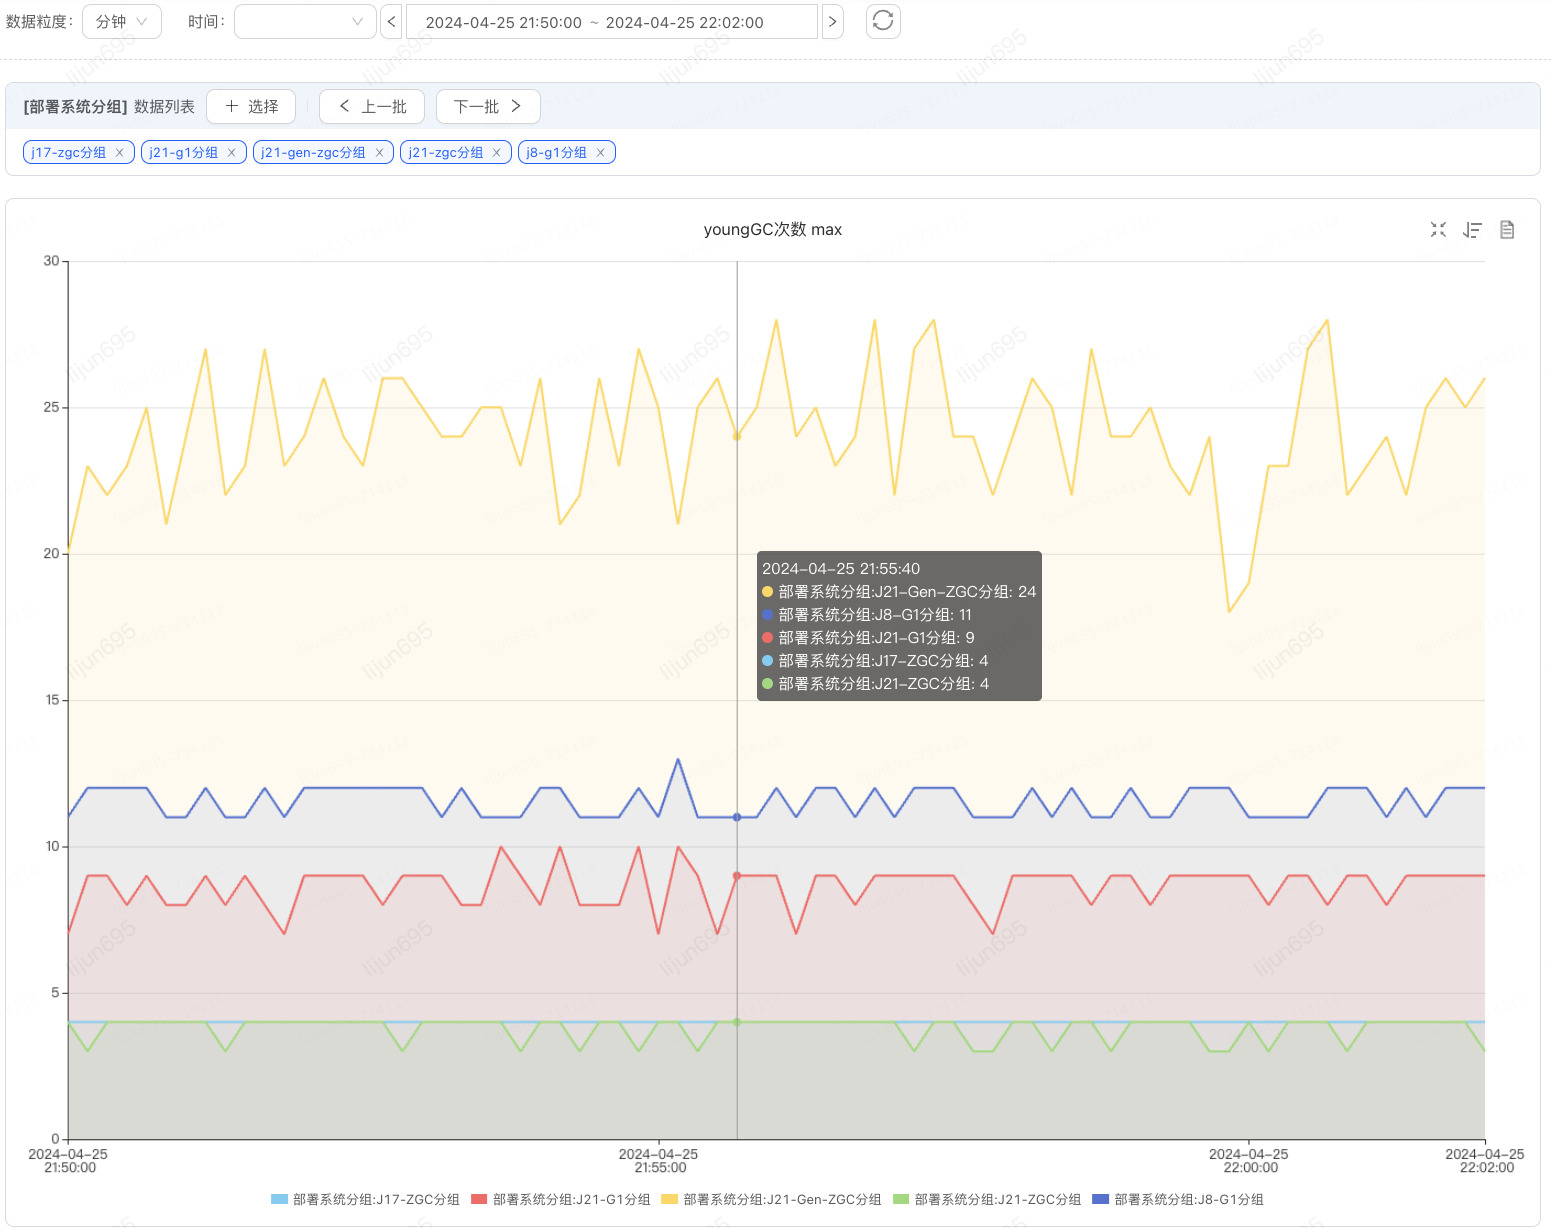 数据粒度： 分钟 时间： 2024-04-25 21:50:00 ~ 2024-04-25 22:02:00
[部署系统分组] 数据列表 + 选择 < 上一批 下一批 >
j17-zgc分组 × j21-g1分组 × j21-gen-zgc分组 × j21-zgc分组 × j8-g1分组 ×
youngGC次数 max
30
25
20
15
10
5
0
2024-04-25 21:55:40
部署系统分组:J21-Gen-ZGC分组: 24
部署系统分组:J8-G1分组: 11
部署系统分组:J21-G1分组: 9
部署系统分组:J17-ZGC分组: 4
部署系统分组:J21-ZGC分组: 4
2024-04-25 2024-04-25 2024-04-25 2024-04-25
21:50:00 21:55:00 22:00:00 22:02:00
部署系统分组:J17-ZGC分组 部署系统分组:J21-G1分组 部署系统分组:J21-Gen-ZGC分组 部署系统分组:J21-ZGC分组 部署系统分组:J8-G1分组
lijun695